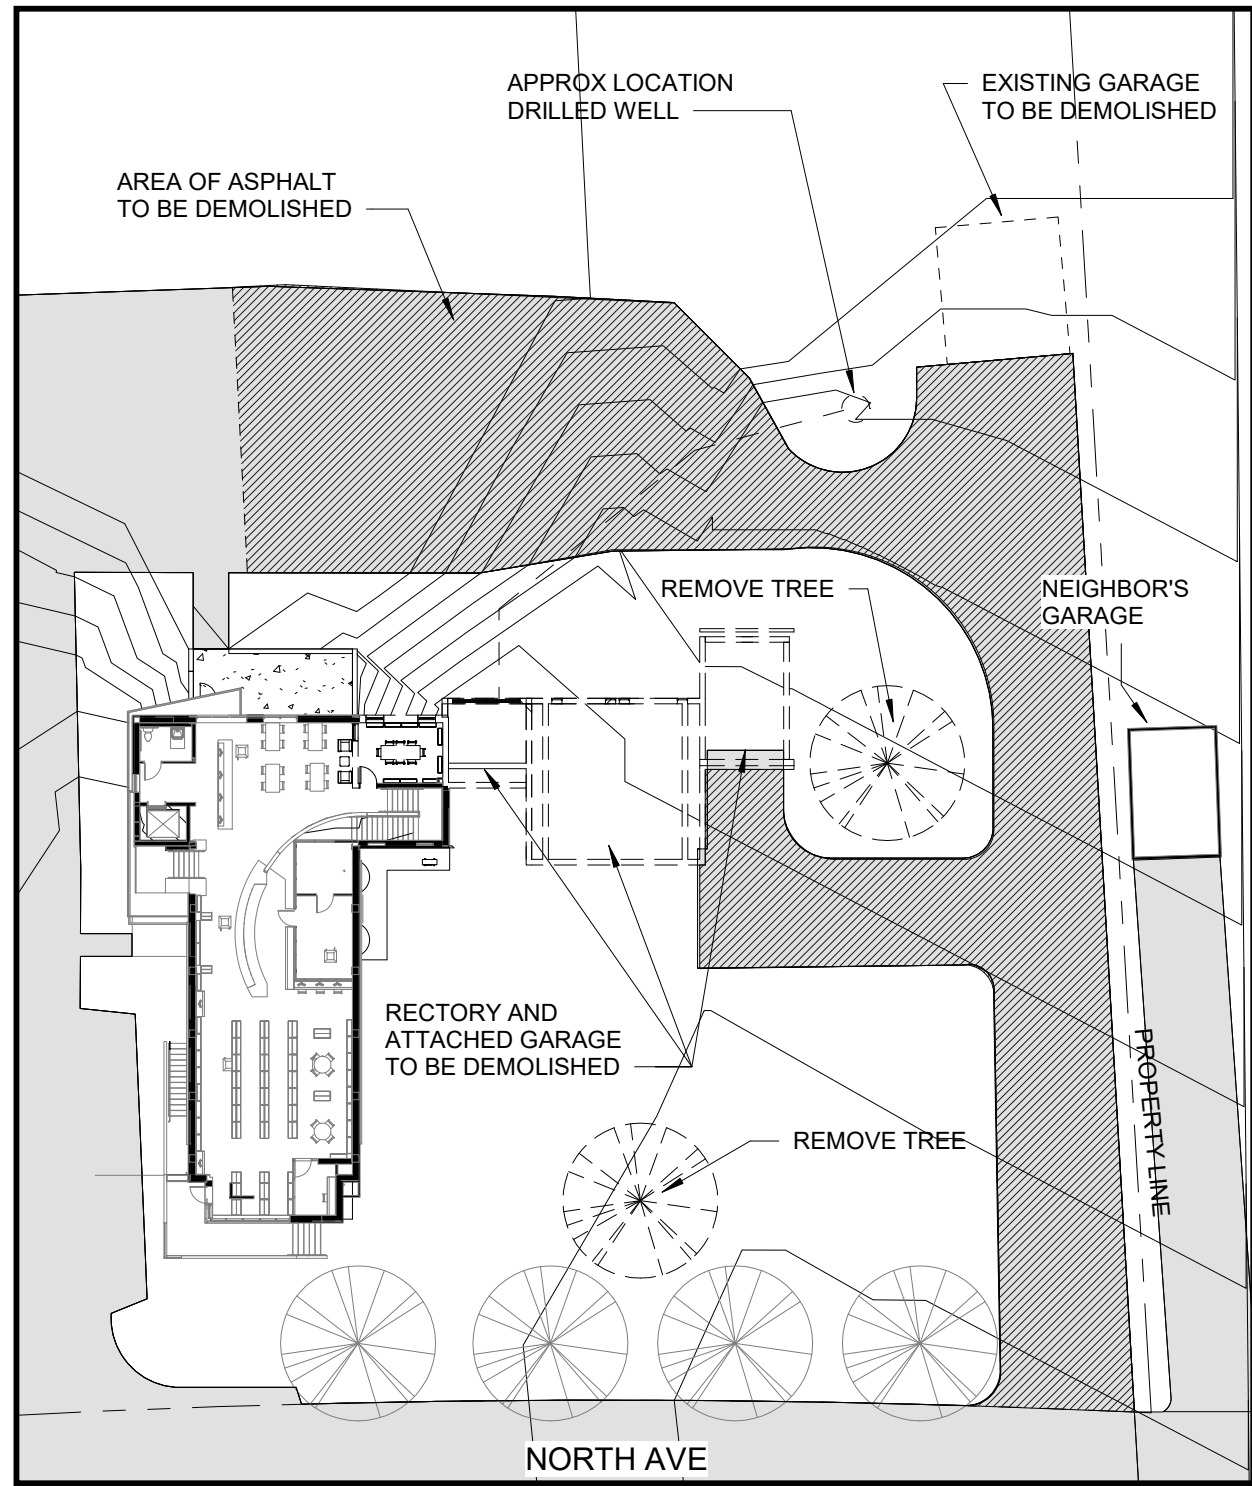 APPROX LOCATION
DRILLED WELL
EXISTING GARAGE
TO BE DEMOLISHED
AREA OF ASPHALT
TO BE DEMOLISHED
REMOVE TREE
NEIGHBOR'S
GARAGE
RECTORY AND
ATTACHED GARAGE
TO BE DEMOLISHED
REMOVE TREE
PROPERTY LINE
NORTH AVE